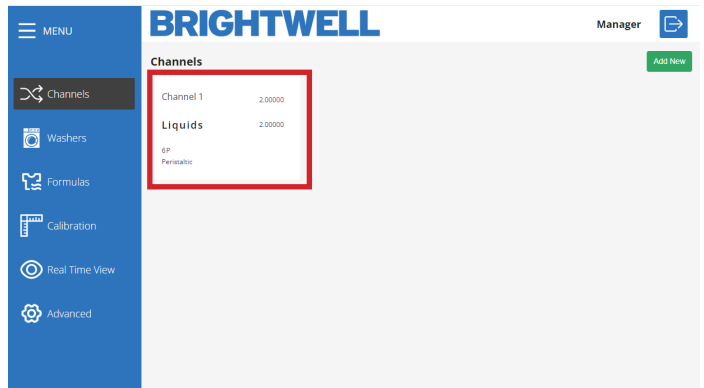 MENU
BRIGHTWELL
Manager
Channels
Add New
Channels
Channel 1 2.00000
Liquids 2.00000
6P
Peristaltic
Washers
Formulas
Calibration
Real Time View
Advanced